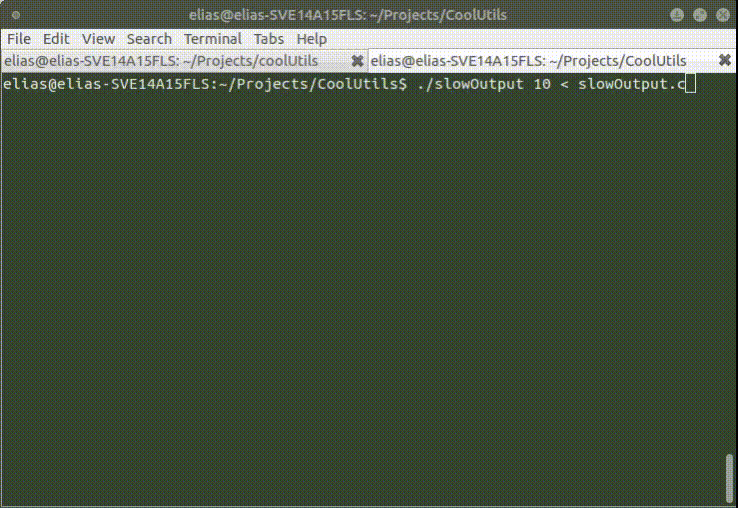 elias@elias-SVE14A15FLS: ~/Projects/CoolUtils
File Edit View Search Terminal Tabs Help
elias@elias-SVE14A15FLS: ~/Projects/coolUtils ✖ elias@elias-SVE14A15FLS: ~/Projects/CoolUtils ✖
elias@elias-SVE14A15FLS:~/Projects/CoolUtils$ ./slowOutput 10 < slowOutput.c